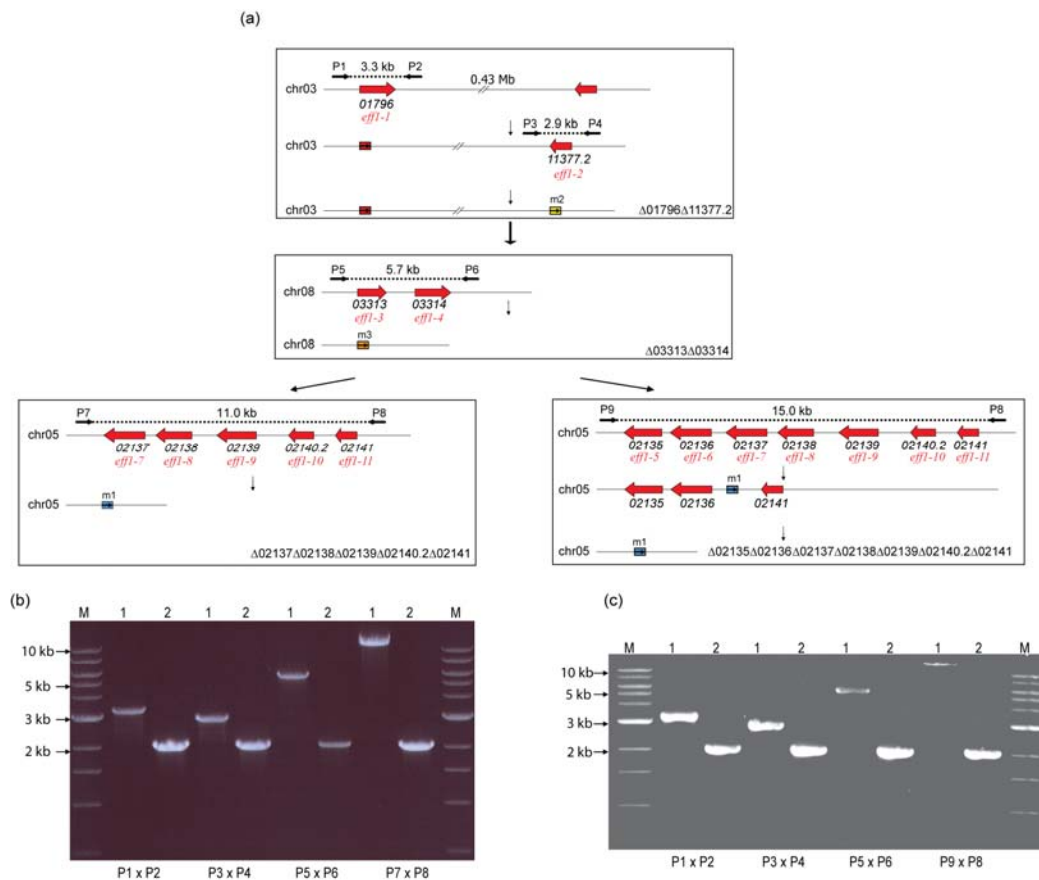 (a)
P1 3.3 kb P2
chr03 0.43 Mb
01796
eff1-1
P3 2.9 kb P4
chr03
11377.2
eff1-2
m2
chr03
Δ01796Δ11377.2
P5 5.7 kb P6
chr08
03313 03314
eff1-3 eff1-4
m3
chr08
Δ03313Δ03314
P7 11.0 kb P8
chr05
02137 02138 02139 02140.2 02141
eff1-7 eff1-8 eff1-9 eff1-10 eff1-11
m1
chr05
Δ02137Δ02138Δ02139Δ02140.2Δ02141
P9 15.0 kb P8
chr05
02135 02136 02137 02138 02139 02140.2 02141
eff1-5 eff1-6 eff1-7 eff1-8 eff1-9 eff1-10 eff1-11
m1
chr05
02135 02136 02141
m1
chr05
Δ02135Δ02136Δ02137Δ02138Δ02139Δ02140.2Δ02141
(b)
M 1 2 1 2 1 2 1 2 M
10 kb
5 kb
3 kb
2 kb
P1 x P2 P3 x P4 P5 x P6 P7 x P8
(c)
M 1 2 1 2 1 2 1 2 M
10 kb
5 kb
3 kb
2 kb
P1 x P2 P3 x P4 P5 x P6 P9 x P8